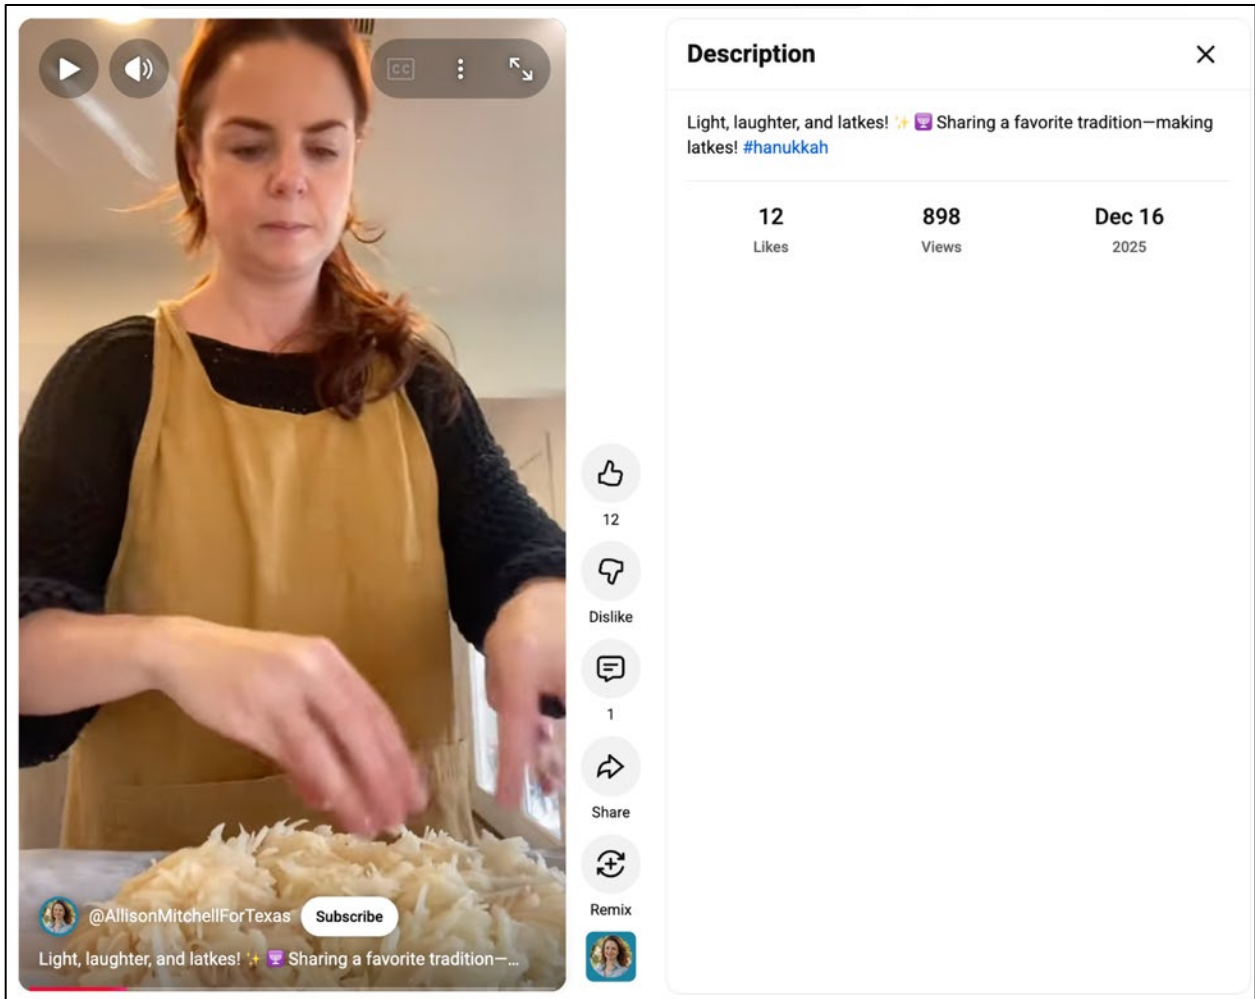 CC
@AllisonMitchellForTexas
Subscribe
Light, laughter, and latkes! ✨ 🕎 Sharing a favorite tradition—...
12
Dislike
1
Share
Remix
Description
Light, laughter, and latkes! ✨ 🕎 Sharing a favorite tradition—making
latkes! #hanukkah
12 898 Dec 16
Likes Views 2025